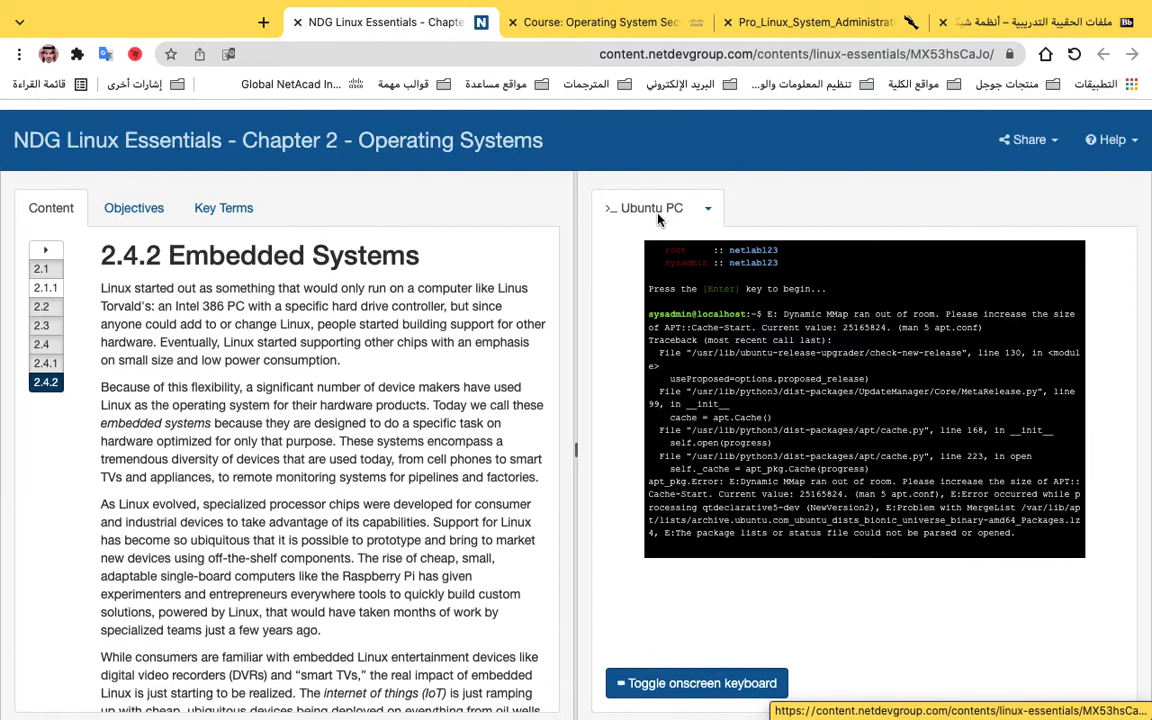 NDG Linux Essentials - Chapte
Course: Operating System Sec
Pro_Linux_System_Administrat
ملفات الحقيبة التدريبية – أنظمة شبك
Bb
content.netdevgroup.com/contents/linux-essentials/MX53hsCaJo/
التطبيقات
منتجات جوجل
مواقع الكلية
تنظيم المعلومات والو...
البريد الإلكتروني
المترجمات
مواقع مساعدة
قوالب مهمة
Global NetAcad In...
إشارات أخرى
قائمة القراءة
NDG Linux Essentials - Chapter 2 - Operating Systems
Share
Help
Content
Objectives
Key Terms
2.1
2.1.1
2.2
2.3
2.4
2.4.1
2.4.2
2.4.2 Embedded Systems
Linux started out as something that would only run on a computer like Linus
Torvald's: an Intel 386 PC with a specific hard drive controller, but since
anyone could add to or change Linux, people started building support for other
hardware. Eventually, Linux started supporting other chips with an emphasis
on small size and low power consumption.
Because of this flexibility, a significant number of device makers have used
Linux as the operating system for their hardware products. Today we call these
embedded systems because they are designed to do a specific task on
hardware optimized for only that purpose. These systems encompass a
tremendous diversity of devices that are used today, from cell phones to smart
TVs and appliances, to remote monitoring systems for pipelines and factories.
As Linux evolved, specialized processor chips were developed for consumer
and industrial devices to take advantage of its capabilities. Support for Linux
has become so ubiquitous that it is possible to prototype and bring to market
new devices using off-the-shelf components. The rise of cheap, small,
adaptable single-board computers like the Raspberry Pi has given
experimenters and entrepreneurs everywhere tools to quickly build custom
solutions, powered by Linux, that would have taken months of work by
specialized teams just a few years ago.
While consumers are familiar with embedded Linux entertainment devices like
digital video recorders (DVRs) and “smart TVs,” the real impact of embedded
Linux is just starting to be realized. The internet of things (IoT) is just ramping
up with cheap, ubiquitous devices being deployed on everything from oil wells
>_ Ubuntu PC
root :: netlab123
sysadmin :: netlab123
Press the [Enter] key to begin...
sysadmin@localhost:~$ E: Dynamic MMap ran out of room. Please increase the size
of APT::Cache-Start. Current value: 25165824. (man 5 apt.conf)
Traceback (most recent call last):
File "/usr/lib/ubuntu-release-upgrader/check-new-release", line 130, in <modul
e>
useProposed=options.proposed_release)
File "/usr/lib/python3/dist-packages/UpdateManager/Core/MetaRelease.py", line
99, in __init__
cache = apt.Cache()
File "/usr/lib/python3/dist-packages/apt/cache.py", line 168, in __init__
self.open(progress)
File "/usr/lib/python3/dist-packages/apt/cache.py", line 223, in open
self._cache = apt_pkg.Cache(progress)
apt_pkg.Error: E:Dynamic MMap ran out of room. Please increase the size of APT::
Cache-Start. Current value: 25165824. (man 5 apt.conf), E:Error occurred while p
rocessing qtdeclarative5-dev (NewVersion2), E:Problem with MergeList /var/lib/ap
t/lists/archive.ubuntu.com_ubuntu_dists_bionic_universe_binary-amd64_Packages.lz
4, E:The package lists or status file could not be parsed or opened.
Toggle onscreen keyboard
https://content.netdevgroup.com/contents/linux-essentials/MX53hsCa...